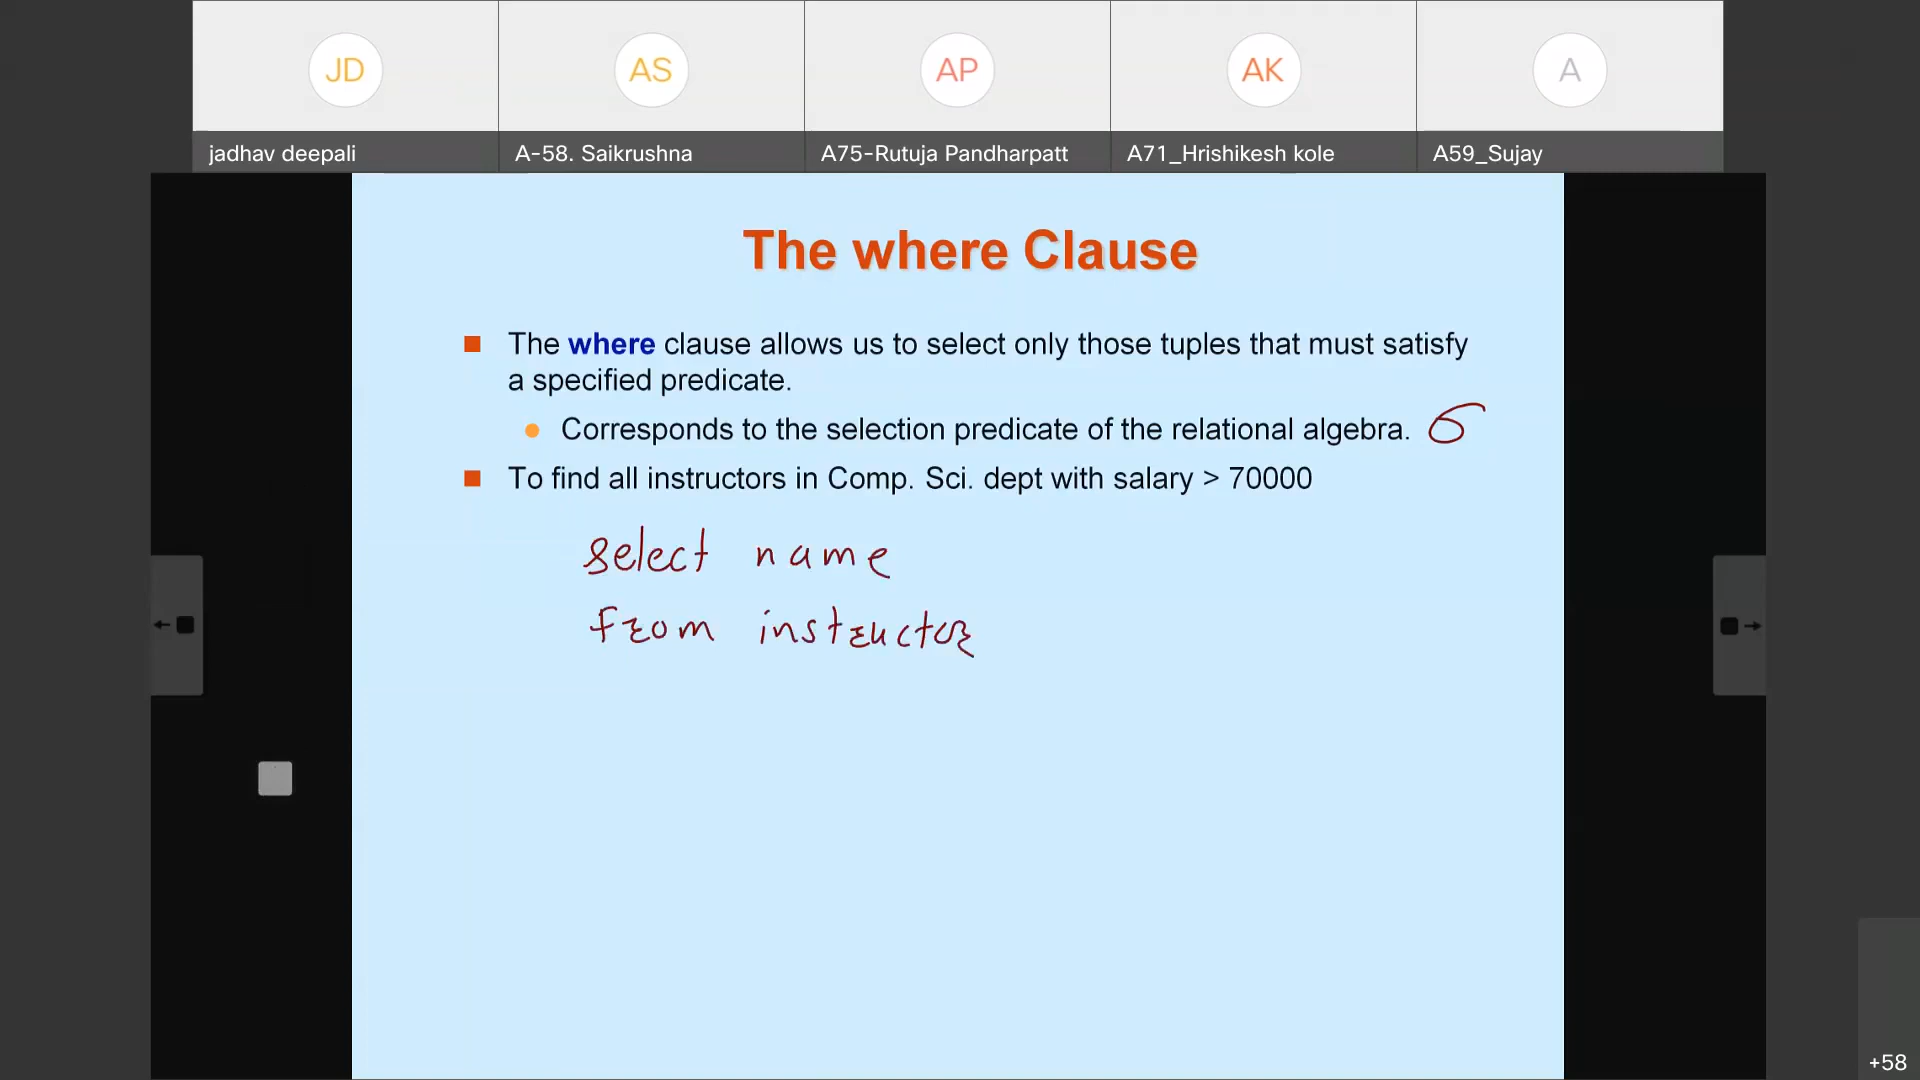 JD
AS
AP
AK
A
jadhav deepali
A-58. Saikrushna
A75-Rutuja Pandharpatt
A71_Hrishikesh kole
A59_Sujay
The where Clause
The where clause allows us to select only those tuples that must satisfy
a specified predicate.
Corresponds to the selection predicate of the relational algebra. σ
To find all instructors in Comp. Sci. dept with salary > 70000
select name
from instructor
+58